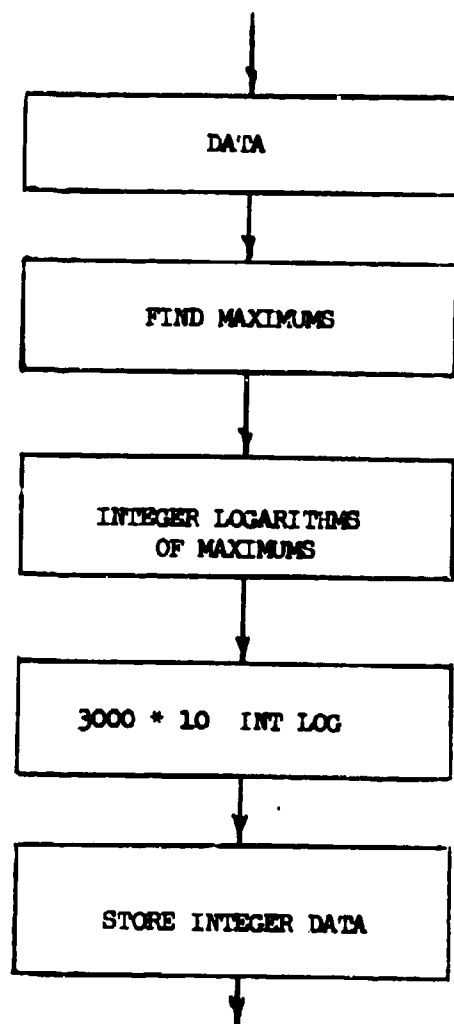 DATA
FIND MAXIMUMS
INTEGER LOGARITHMS
OF MAXIMUMS
3000 * 10 INT LOG
STORE INTEGER DATA